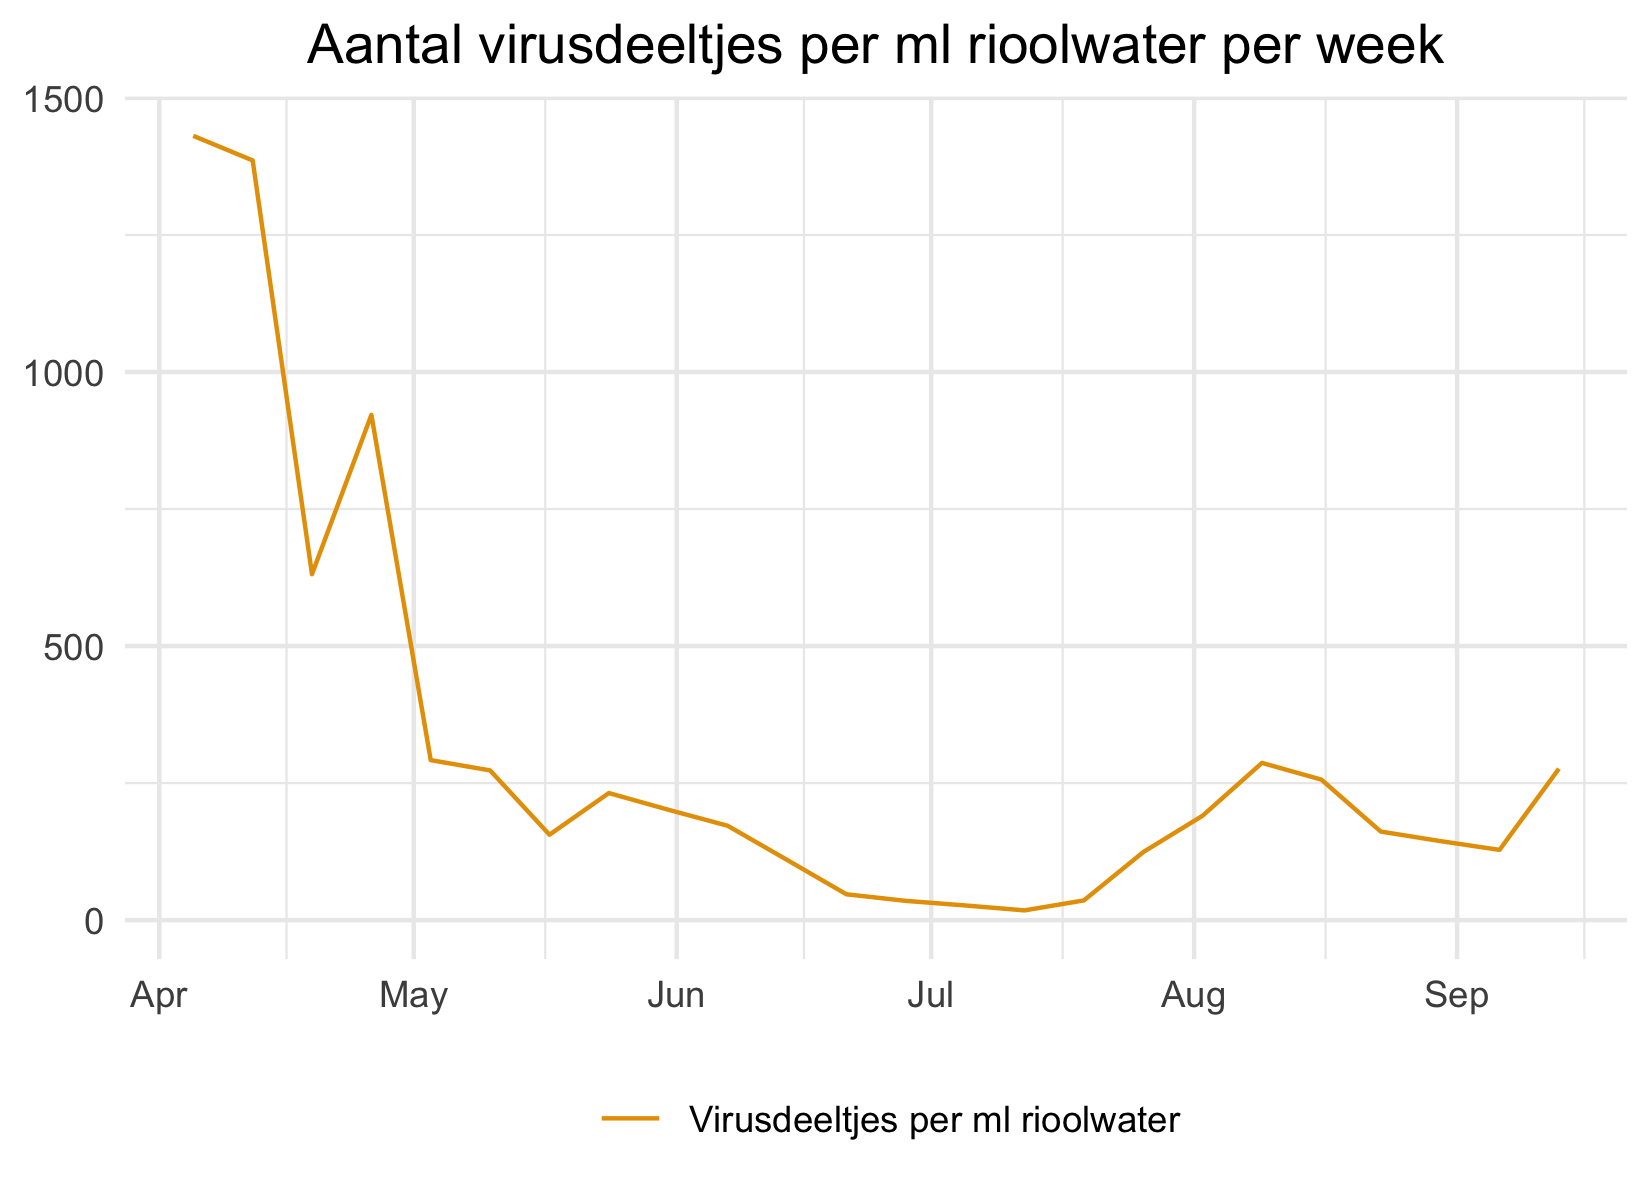 Aantal virusdeeltjes per ml rioolwater per week
1500
1000
500
0
Apr May Jun Jul Aug Sep
Virusdeeltjes per ml rioolwater